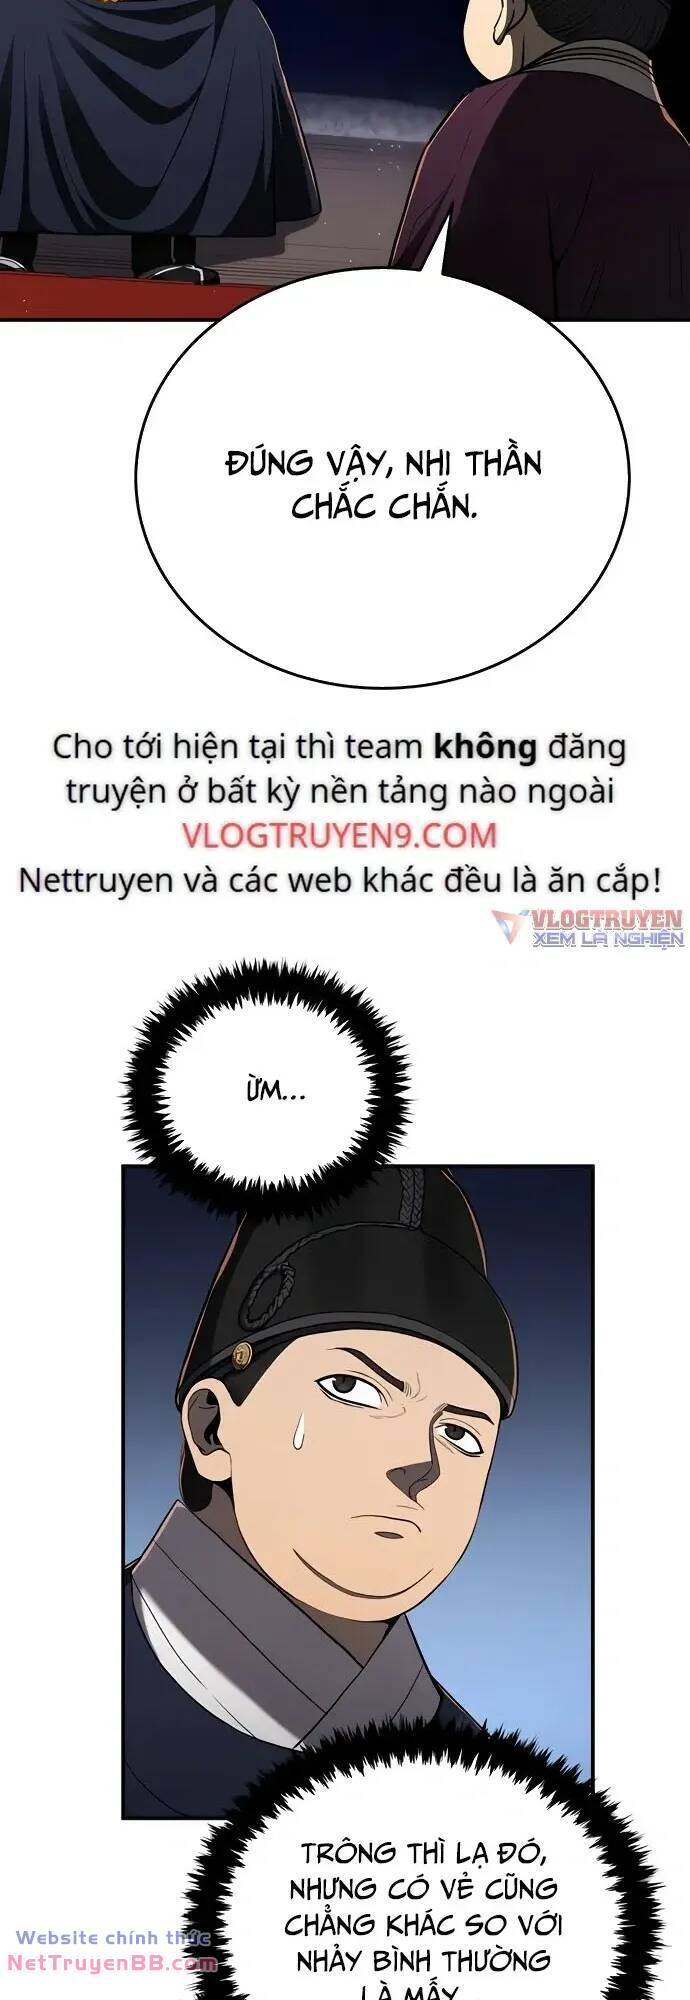 ĐÚNG VẬY, NHI THẦN
CHẮC CHẮN.
Cho tới hiện tại thì team không đăng
truyện ở bất kỳ nền tảng nào ngoài
VLOGTRUYEN9.COM
Nettruyen và các web khác đều là ăn cắp!
VLOGTRUYEN
XEM LÀ NGHIỆN
ỪM...
TRÔNG THÌ LẠ ĐÓ,
NHƯNG CÓ VẺ CŨNG
CHẲNG KHÁC SO VỚI
NHẢY BÌNH THƯỜNG
LÀ MẤY...
Website chính thức
NetTruyenBB.com